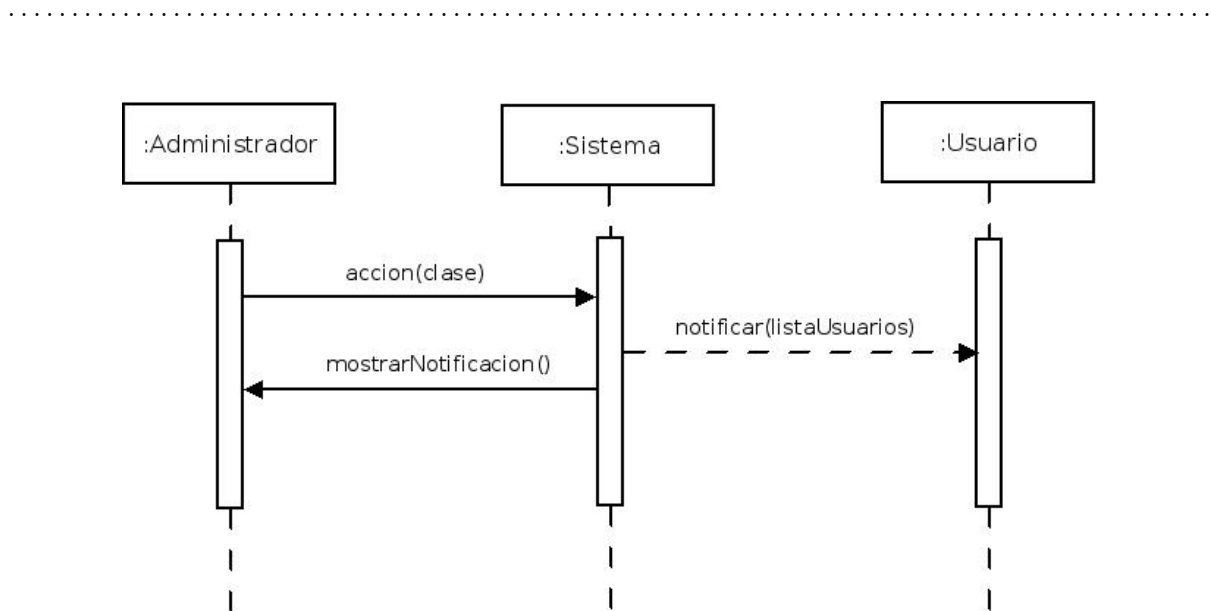 :Administrador
:Sistema
:Usuario
accion(clase)
notificar(listaUsuarios)
mostrarNotificacion()